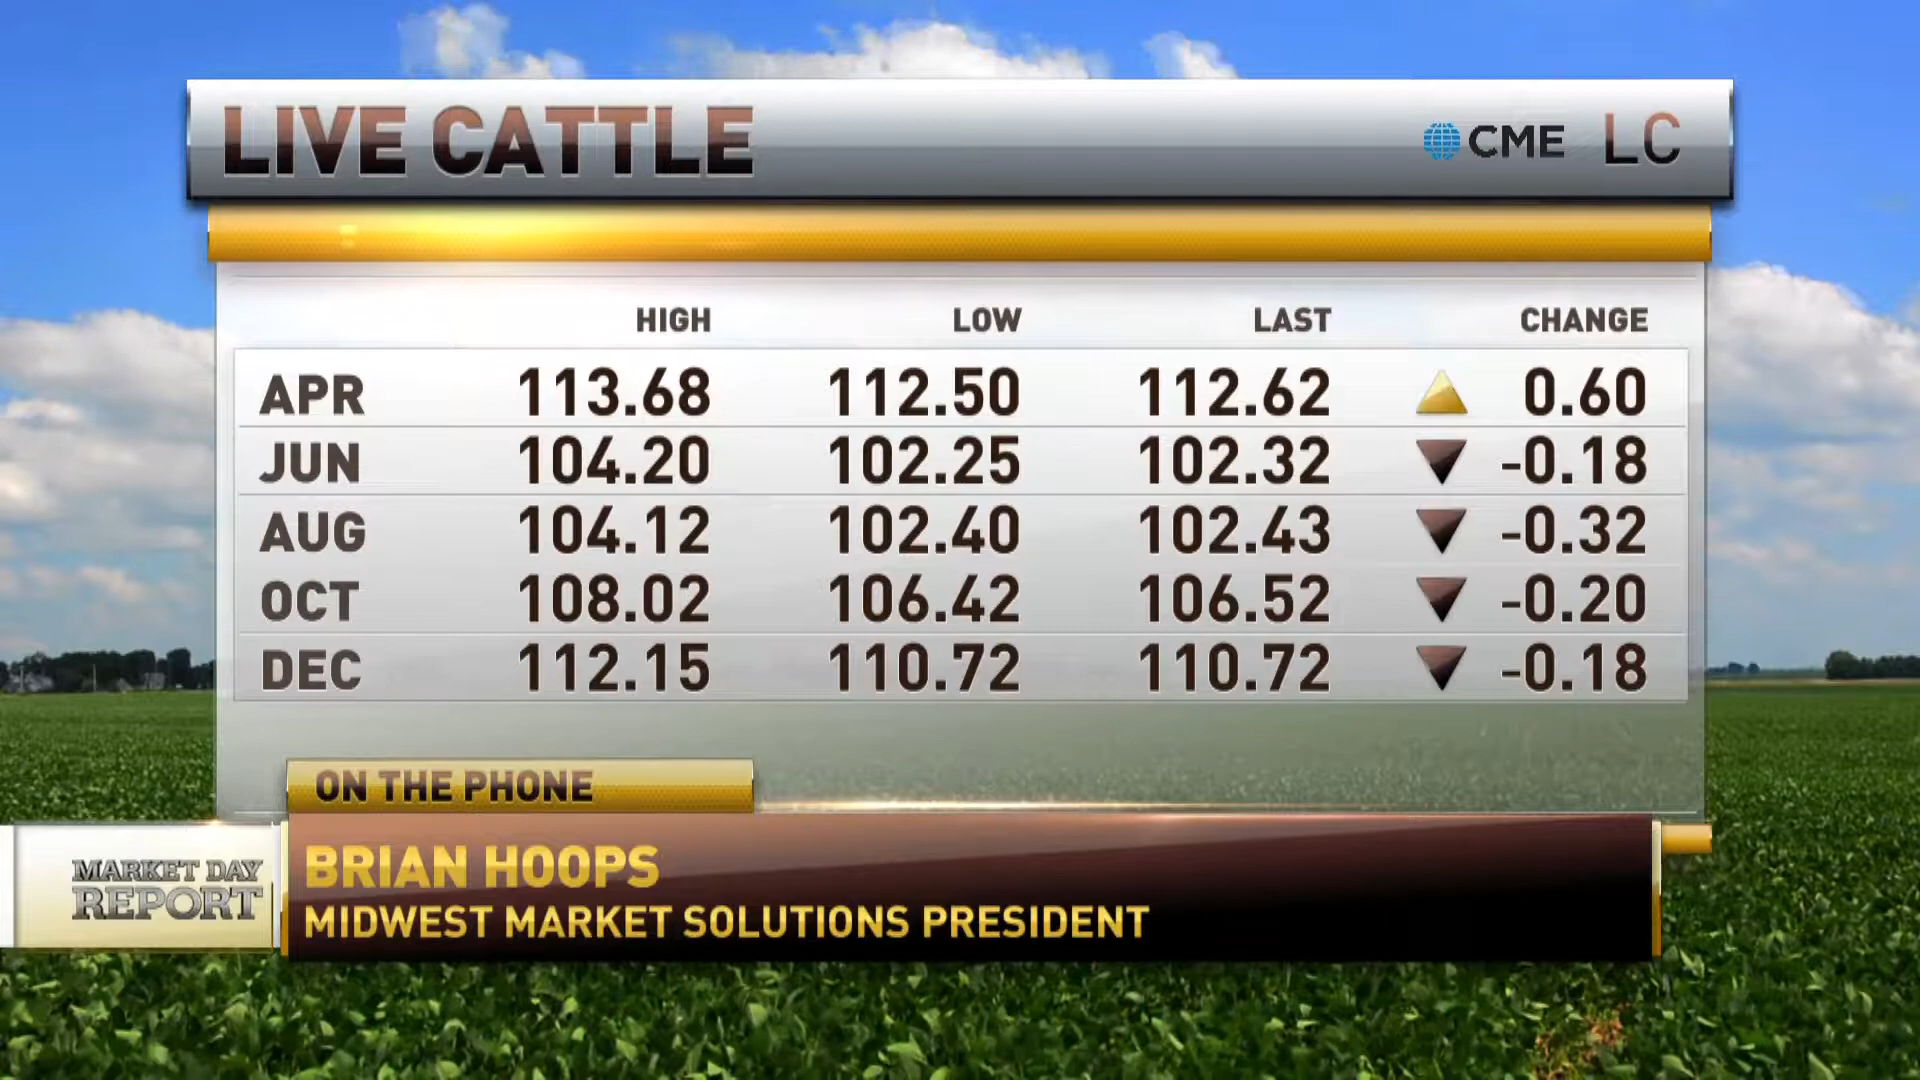 LIVE CATTLE CME LC
HIGH LOW LAST CHANGE
APR 113.68 112.50 112.62 0.60
JUN 104.20 102.25 102.32 -0.18
AUG 104.12 102.40 102.43 -0.32
OCT 108.02 106.42 106.52 -0.20
DEC 112.15 110.72 110.72 -0.18
ON THE PHONE
MARKET DAY
REPORT
BRIAN HOOPS
MIDWEST MARKET SOLUTIONS PRESIDENT